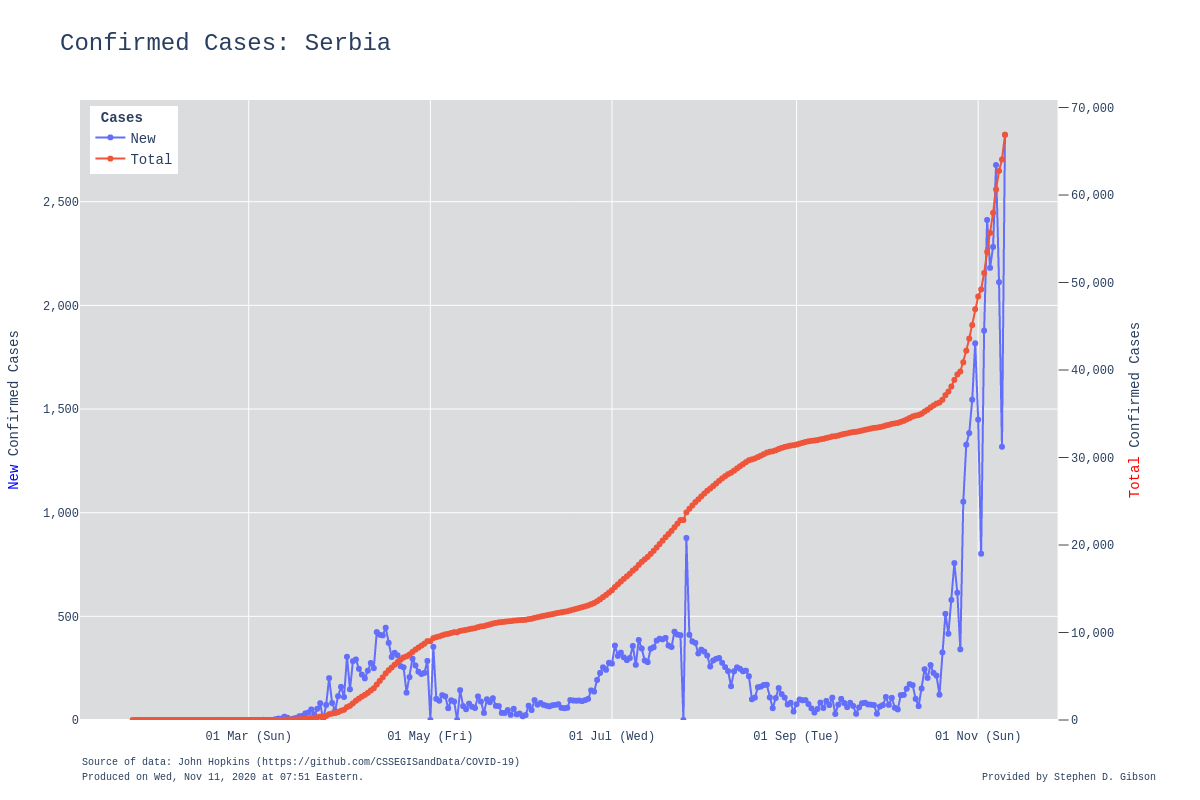 Confirmed Cases: Serbia
Cases
New
Total
70,000
60,000
50,000
40,000
30,000
20,000
10,000
0
2,500
2,000
1,500
1,000
500
0
New Confirmed Cases
Total Confirmed Cases
01 Mar (Sun)
01 May (Fri)
01 Jul (Wed)
01 Sep (Tue)
01 Nov (Sun)
Source of data: John Hopkins (https://github.com/CSSEGISandData/COVID-19)
Produced on Wed, Nov 11, 2020 at 07:51 Eastern.
Provided by Stephen D. Gibson